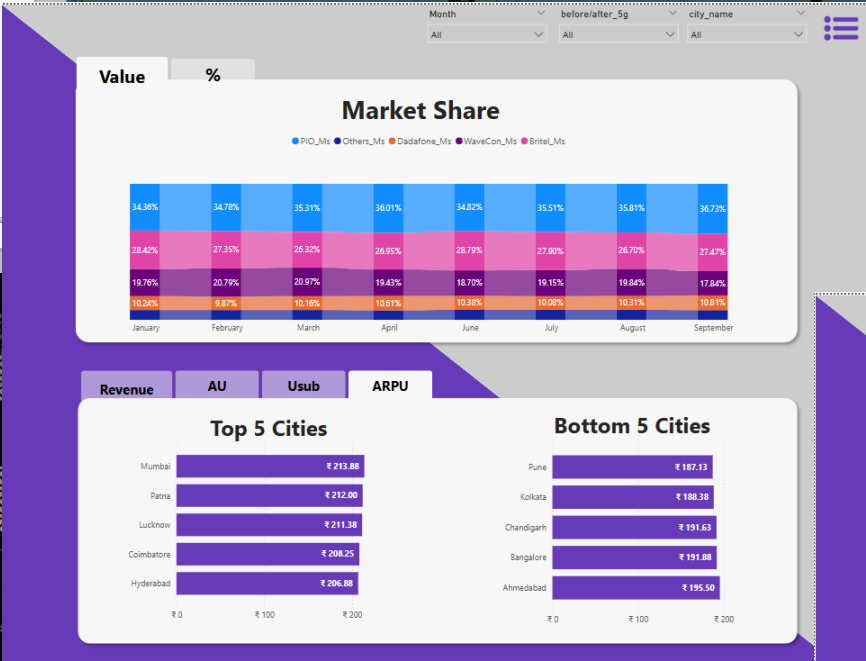 Month before/after_5g city_name
All All All
Value %
Market Share
PIO_Ms Others_Ms Dadafone_Ms WaveCon_Ms Britel_Ms
34.36% 34.78% 35.31% 36.01% 34.82% 35.51% 35.81% 36.73%
28.42% 27.35% 26.32% 26.95% 28.79% 27.90% 26.70% 27.47%
19.76% 20.79% 20.97% 19.43% 18.70% 19.15% 19.84% 17.84%
10.24% 9.87% 10.16% 10.61% 10.38% 10.08% 10.31% 10.81%
January February March April June July August September
Revenue AU Usub ARPU
Top 5 Cities
Mumbai ₹ 213.88
Patna ₹ 212.00
Lucknow ₹ 211.38
Coimbatore ₹ 208.25
Hyderabad ₹ 206.88
₹ 0 ₹ 100 ₹ 200
Bottom 5 Cities
Pune ₹ 187.13
Kolkata ₹ 188.38
Chandigarh ₹ 191.63
Bangalore ₹ 191.88
Ahmedabad ₹ 195.50
₹ 0 ₹ 100 ₹ 200